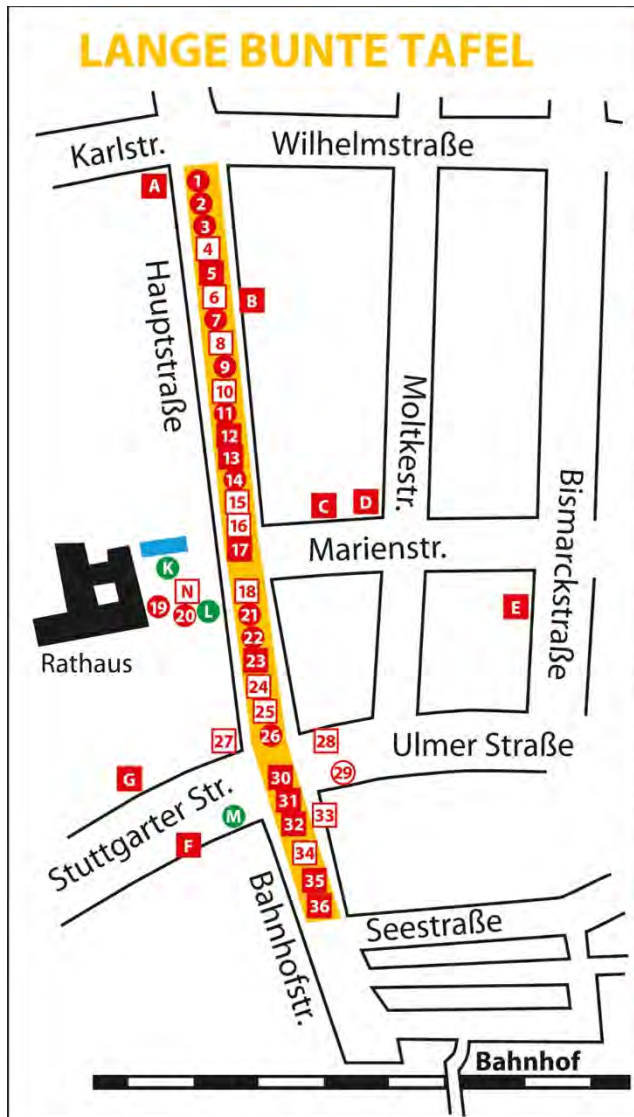 LANGE BUNTE TAFEL
Karlstr.
Wilhelmstraße
A
1
2
3
4
5
6
B
7
8
9
10
11
12
13
14
15
16
17
Hauptstraße
Moltkestr.
Bismarckstraße
C
D
Marienstr.
K
N
18
E
19
20
L
21
Rathaus
22
23
24
25
26
27
28
Ulmer Straße
29
G
30
31
32
33
Stuttgarter Str.
M
F
34
35
36
Bahnhofstr.
Seestraße
Bahnhof